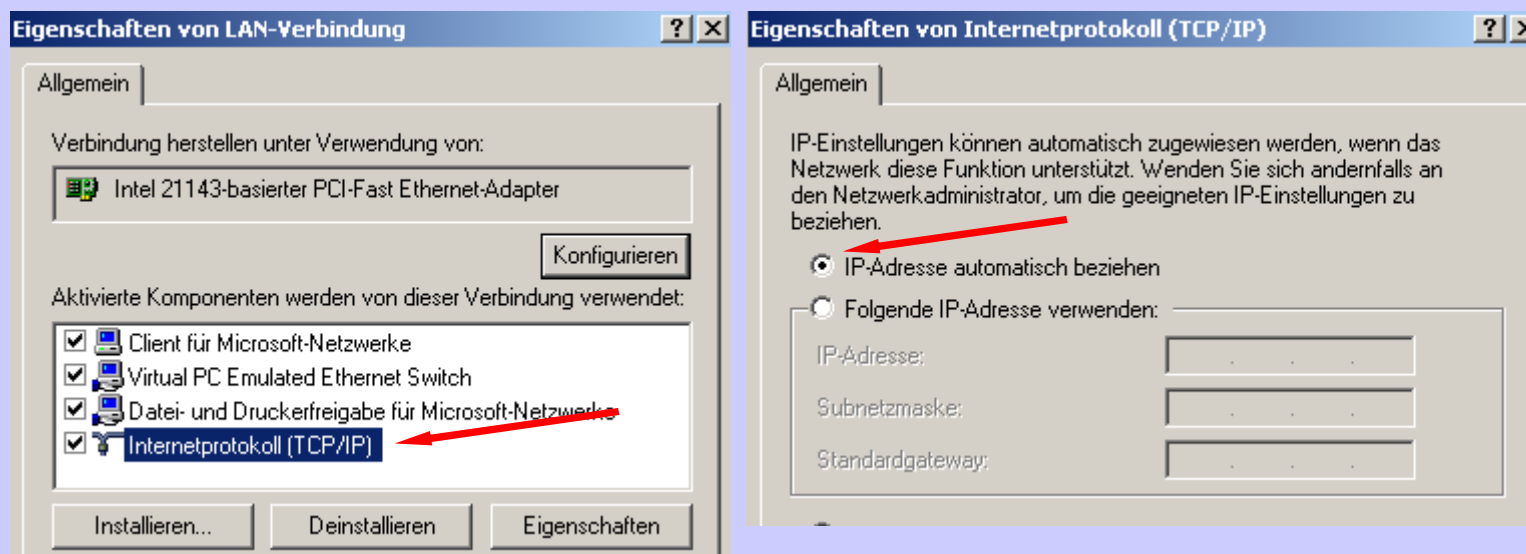 Eigenschaften von LAN-Verbindung
Allgemein
Verbindung herstellen unter Verwendung von:
Intel 21143-basierter PCI-Fast Ethernet-Adapter
Konfigurieren
Aktivierte Komponenten werden von dieser Verbindung verwendet:
Client für Microsoft-Netzwerke
Virtual PC Emulated Ethernet Switch
Datei- und Druckerfreigabe für Microsoft-Netzwerke
Internetprotokoll (TCP/IP)
Installieren...
Deinstallieren
Eigenschaften
Eigenschaften von Internetprotokoll (TCP/IP)
Allgemein
IP-Einstellungen können automatisch zugewiesen werden, wenn das
Netzwerk diese Funktion unterstützt. Wenden Sie sich andernfalls an
den Netzwerkadministrator, um die geeigneten IP-Einstellungen zu
beziehen.
IP-Adresse automatisch beziehen
Folgende IP-Adresse verwenden:
IP-Adresse:
Subnetzmaske:
Standardgateway: